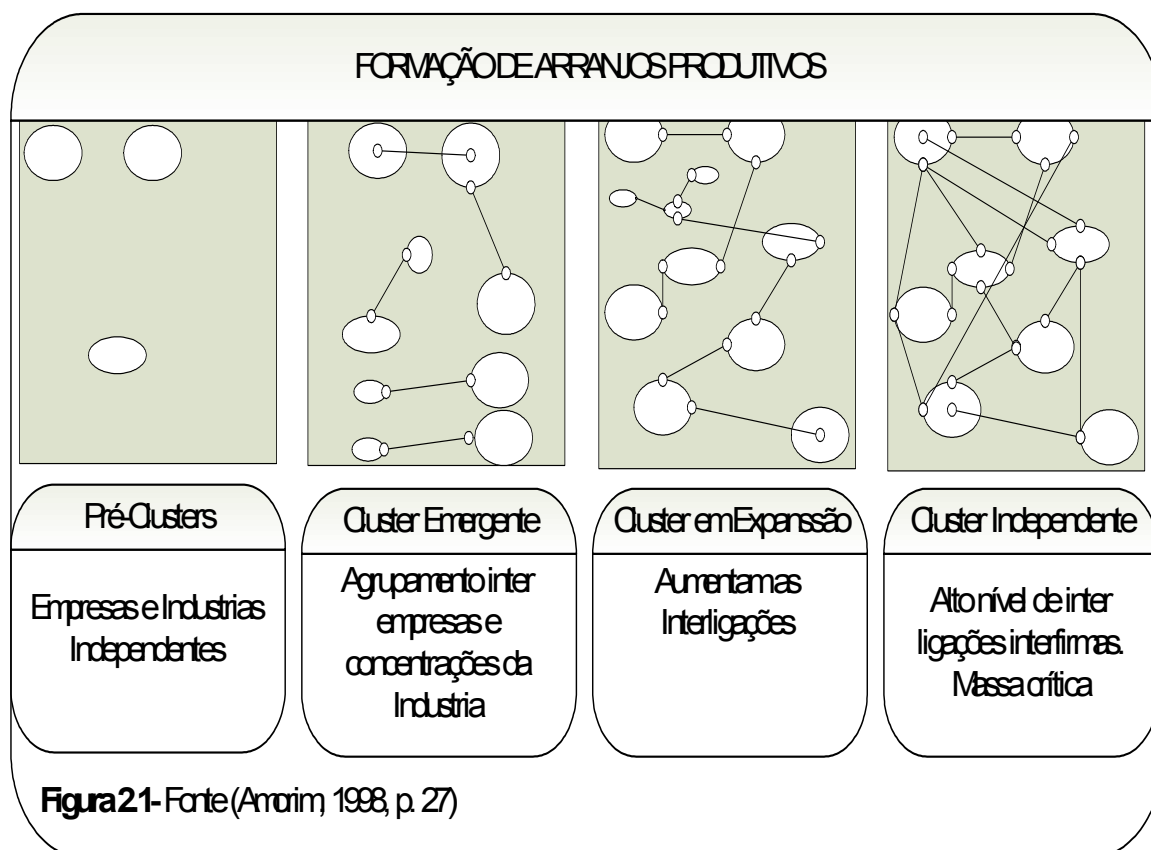 FORMAÇÃO DE ARRANJOS PRODUTIVOS
Pré-Clusters
Empresas e Industrias
Independentes
Cluster Emergente
Agrupamento inter
empresas e
concentrações da
Industria
Cluster em Expanssão
Aumentam as
Interligações
Cluster Independente
Alto nível de inter
ligações interfirmas.
Massa crítica
Figura 2.1- Fonte (Amorim, 1998, p. 27)